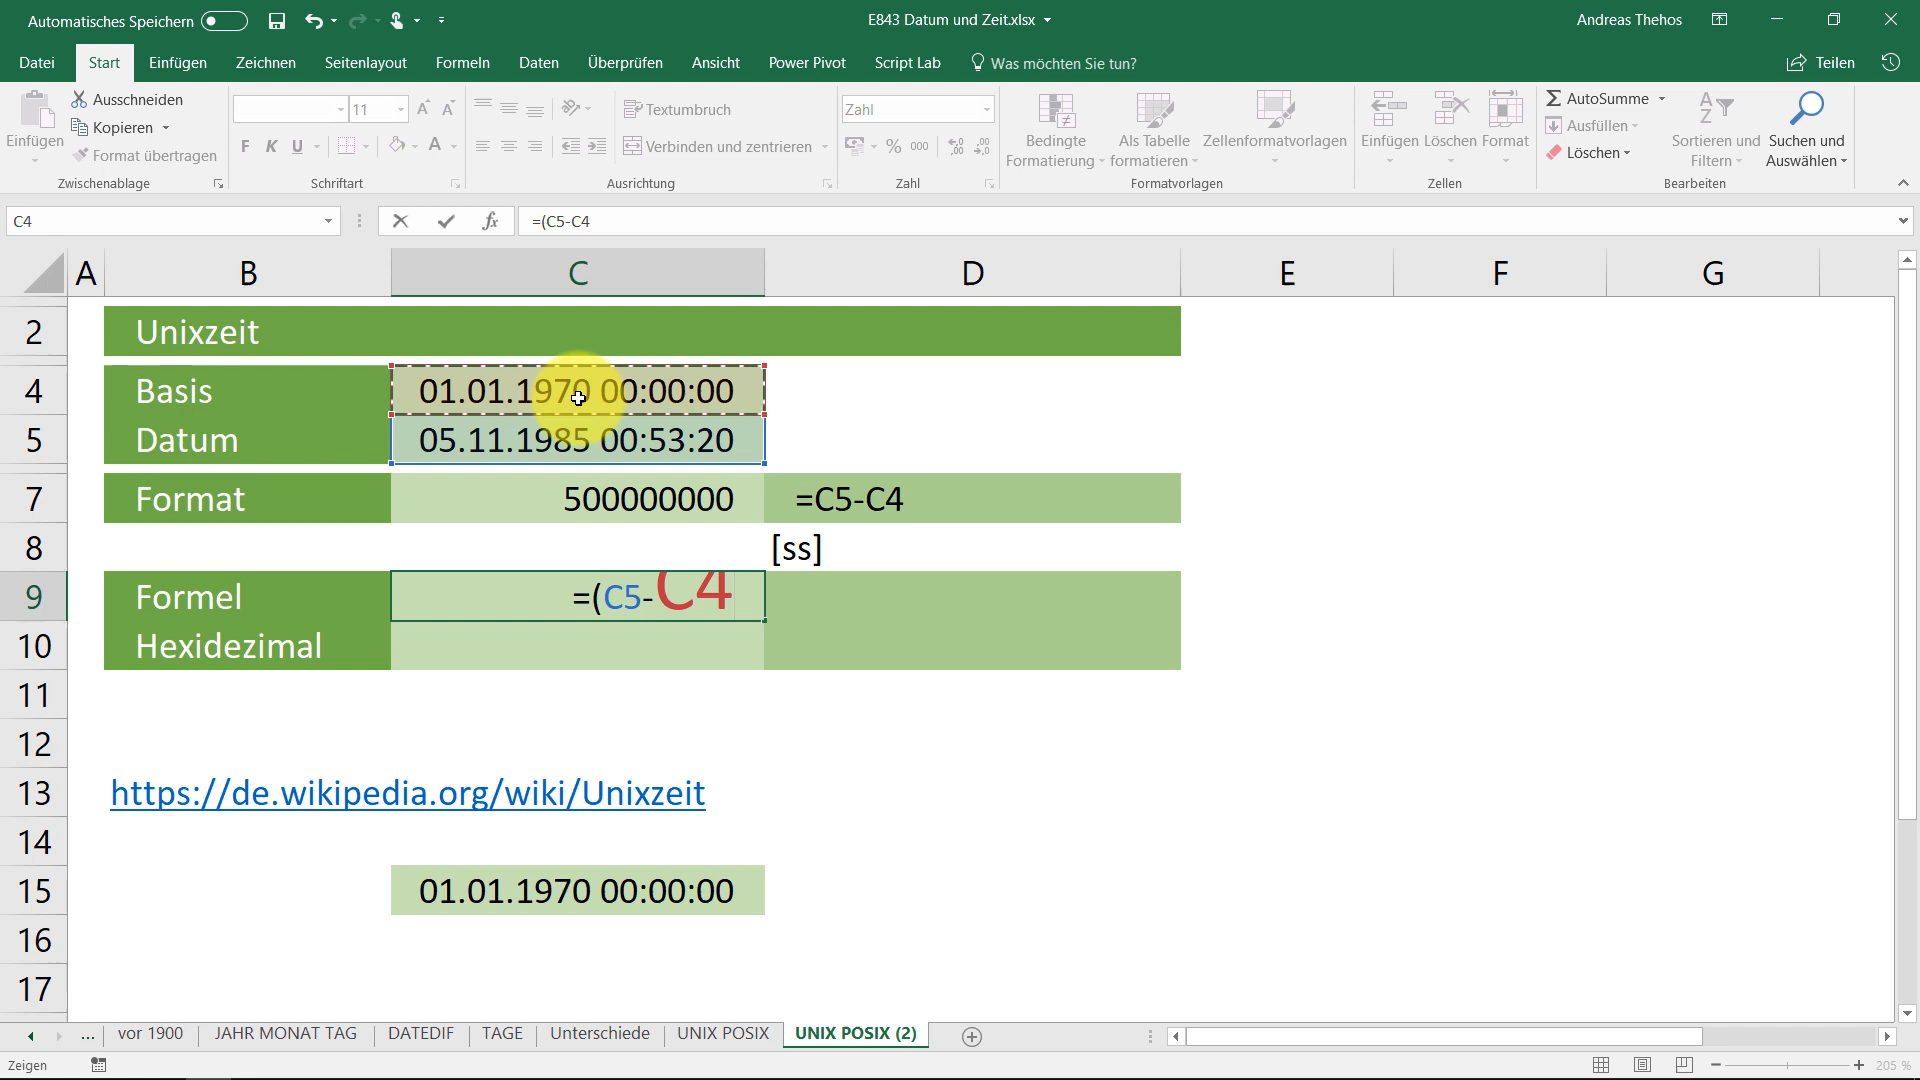 Automatisches Speichern
E843 Datum und Zeit.xlsx
Andreas Thehos
Datei Start Einfügen Zeichnen Seitenlayout Formeln Daten Überprüfen Ansicht Power Pivot Script Lab Was möchten Sie tun? Teilen
Einfügen
Ausschneiden
Kopieren
Format übertragen
Zwischenablage
11
F K U
A
Schriftart
Textumbruch
Verbinden und zentrieren
Ausrichtung
Zahl
% 000
Zahl
Bedingte Formatierung
Als Tabelle formatieren
Zellenformatvorlagen
Formatvorlagen
Einfügen Löschen Format
Zellen
AutoSumme
Ausfüllen
Löschen
Sortieren und Filtern
Suchen und Auswählen
Bearbeiten
C4
fx
=(C5-C4
A B C D E F G
2 Unixzeit
4 Basis 01.01.1970 00:00:00
5 Datum 05.11.1985 00:53:20
7 Format 500000000 =C5-C4
8 [ss]
9 Formel =(C5-C4
10 Hexidezimal
11
12
13 https://de.wikipedia.org/wiki/Unixzeit
14
15 01.01.1970 00:00:00
16
17
... vor 1900 JAHR MONAT TAG DATEDIF TAGE Unterschiede UNIX POSIX UNIX POSIX (2)
Zeigen
205 %